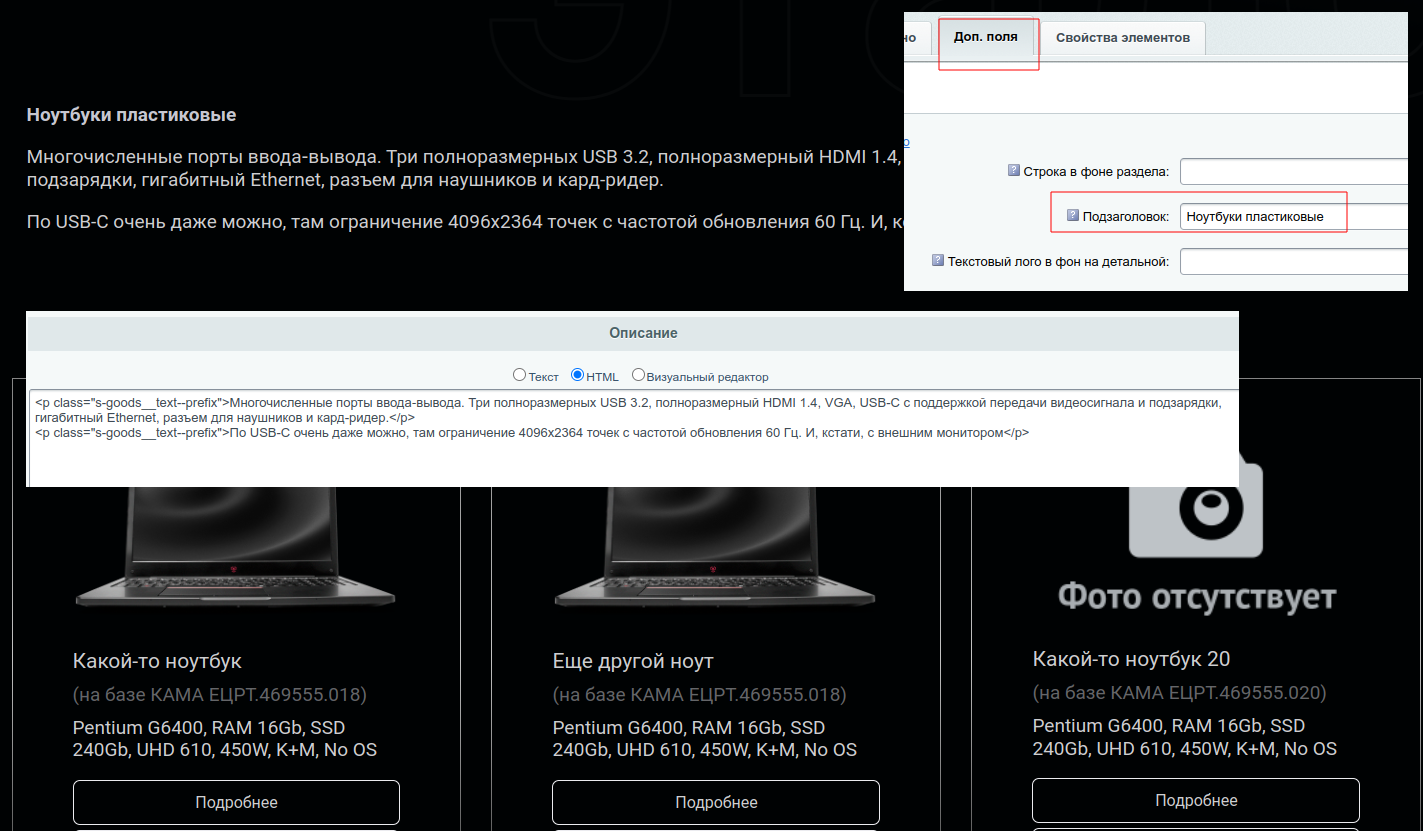 но
Доп. поля
Свойства элементов
Ноутбуки пластиковые
Многочисленные порты ввода-вывода. Три полноразмерных USB 3.2, полноразмерный HDMI 1.4,
подзарядки, гигабитный Ethernet, разъем для наушников и кард-ридер.
По USB-C очень даже можно, там ограничение 4096x2364 точек с частотой обновления 60 Гц. И, кс
? Строка в фоне раздела:
? Подзаголовок: Ноутбуки пластиковые
? Текстовый лого в фон на детальной:
Описание
Текст HTML Визуальный редактор
<p class="s-goods__text--prefix">Многочисленные порты ввода-вывода. Три полноразмерных USB 3.2, полноразмерный HDMI 1.4, VGA, USB-C с поддержкой передачи видеосигнала и подзарядки,
гигабитный Ethernet, разъем для наушников и кард-ридер.</p>
<p class="s-goods__text--prefix">По USB-C очень даже можно, там ограничение 4096x2364 точек с частотой обновления 60 Гц. И, кстати, с внешним монитором</p>
Фото отсутствует
Какой-то ноутбук
(на базе КАМА ЕЦРТ.469555.018)
Pentium G6400, RAM 16Gb, SSD
240Gb, UHD 610, 450W, K+M, No OS
Подробнее
Еще другой ноут
(на базе КАМА ЕЦРТ.469555.018)
Pentium G6400, RAM 16Gb, SSD
240Gb, UHD 610, 450W, K+M, No OS
Подробнее
Какой-то ноутбук 20
(на базе КАМА ЕЦРТ.469555.020)
Pentium G6400, RAM 16Gb, SSD
240Gb, UHD 610, 450W, K+M, No OS
Подробнее